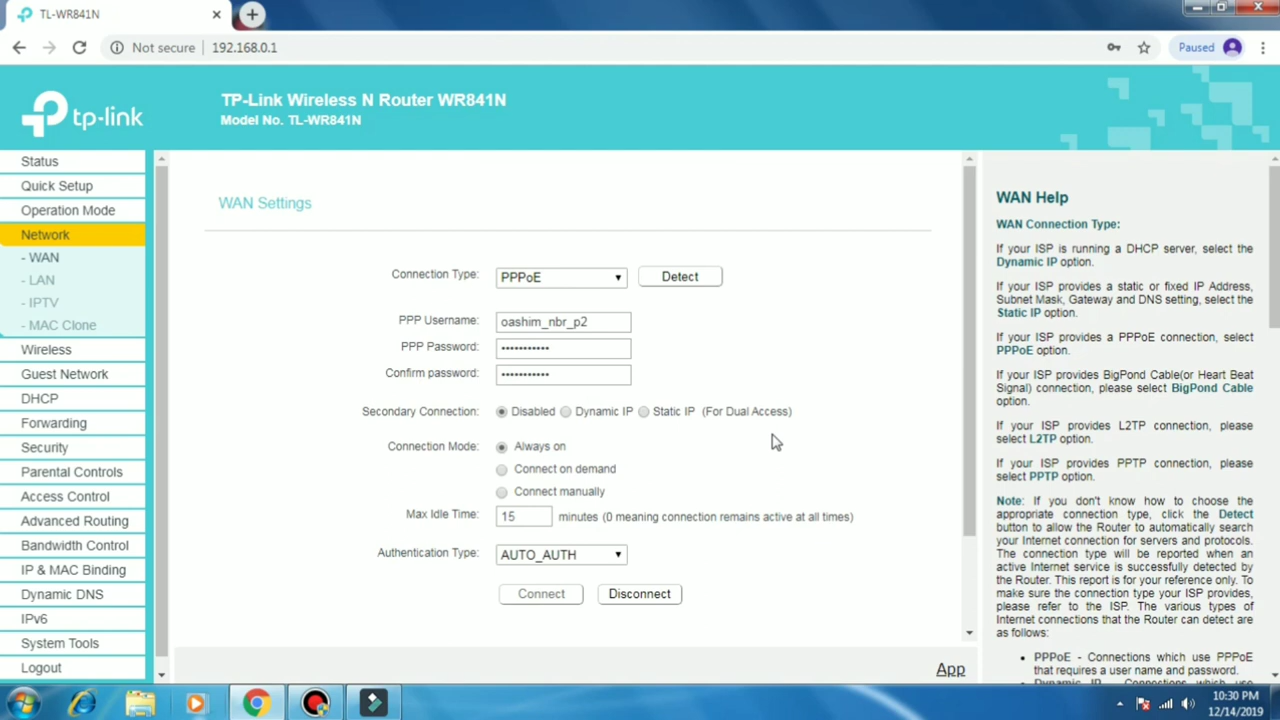 TL-WR841N
Not secure
192.168.0.1
Paused
tp-link
TP-Link Wireless N Router WR841N
Model No. TL-WR841N
Status
Quick Setup
Operation Mode
Network
- WAN
- LAN
- IPTV
- MAC Clone
Wireless
Guest Network
DHCP
Forwarding
Security
Parental Controls
Access Control
Advanced Routing
Bandwidth Control
IP & MAC Binding
Dynamic DNS
IPv6
System Tools
Logout
WAN Settings
Connection Type: PPPoE Detect
PPP Username: oashim_nbr_p2
PPP Password: •••••••••••
Confirm password: •••••••••••
Secondary Connection: Disabled Dynamic IP Static IP (For Dual Access)
Connection Mode: Always on
Connect on demand
Connect manually
Max Idle Time: 15 minutes (0 meaning connection remains active at all times)
Authentication Type: AUTO_AUTH
Connect Disconnect
App
WAN Help
WAN Connection Type:
If your ISP is running a DHCP server, select the
Dynamic IP option.
If your ISP provides a static or fixed IP Address,
Subnet Mask, Gateway and DNS setting, select the
Static IP option.
If your ISP provides a PPPoE connection, select
PPPoE option.
If your ISP provides BigPond Cable(or Heart Beat
Signal) connection, please select BigPond Cable
option.
If your ISP provides L2TP connection, please
select L2TP option.
If your ISP provides PPTP connection, please
select PPTP option.
Note: If you don't know how to choose the
appropriate connection type, click the Detect
button to allow the Router to automatically search
your Internet connection for servers and protocols.
The connection type will be reported when an
active Internet service is successfully detected by
the Router. This report is for your reference only. To
make sure the connection type your ISP provides,
please refer to the ISP. The various types of
Internet connections that the Router can detect are
as follows:
• PPPoE - Connections which use PPPoE
that requires a user name and password.
• Dynamic IP - Connections which use
10:30 PM
12/14/2019